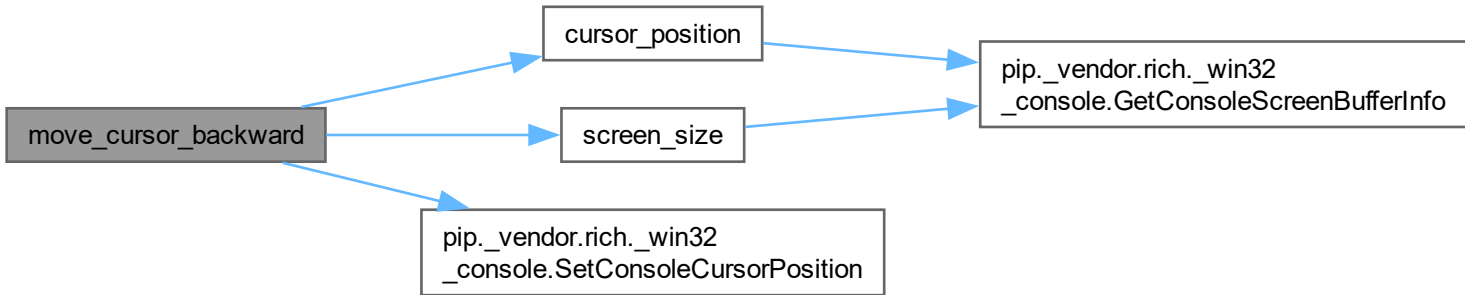 cursor_position
pip._vendor.rich._win32
_console.GetConsoleScreenBufferInfo
move_cursor_backward
screen_size
pip._vendor.rich._win32
_console.SetConsoleCursorPosition